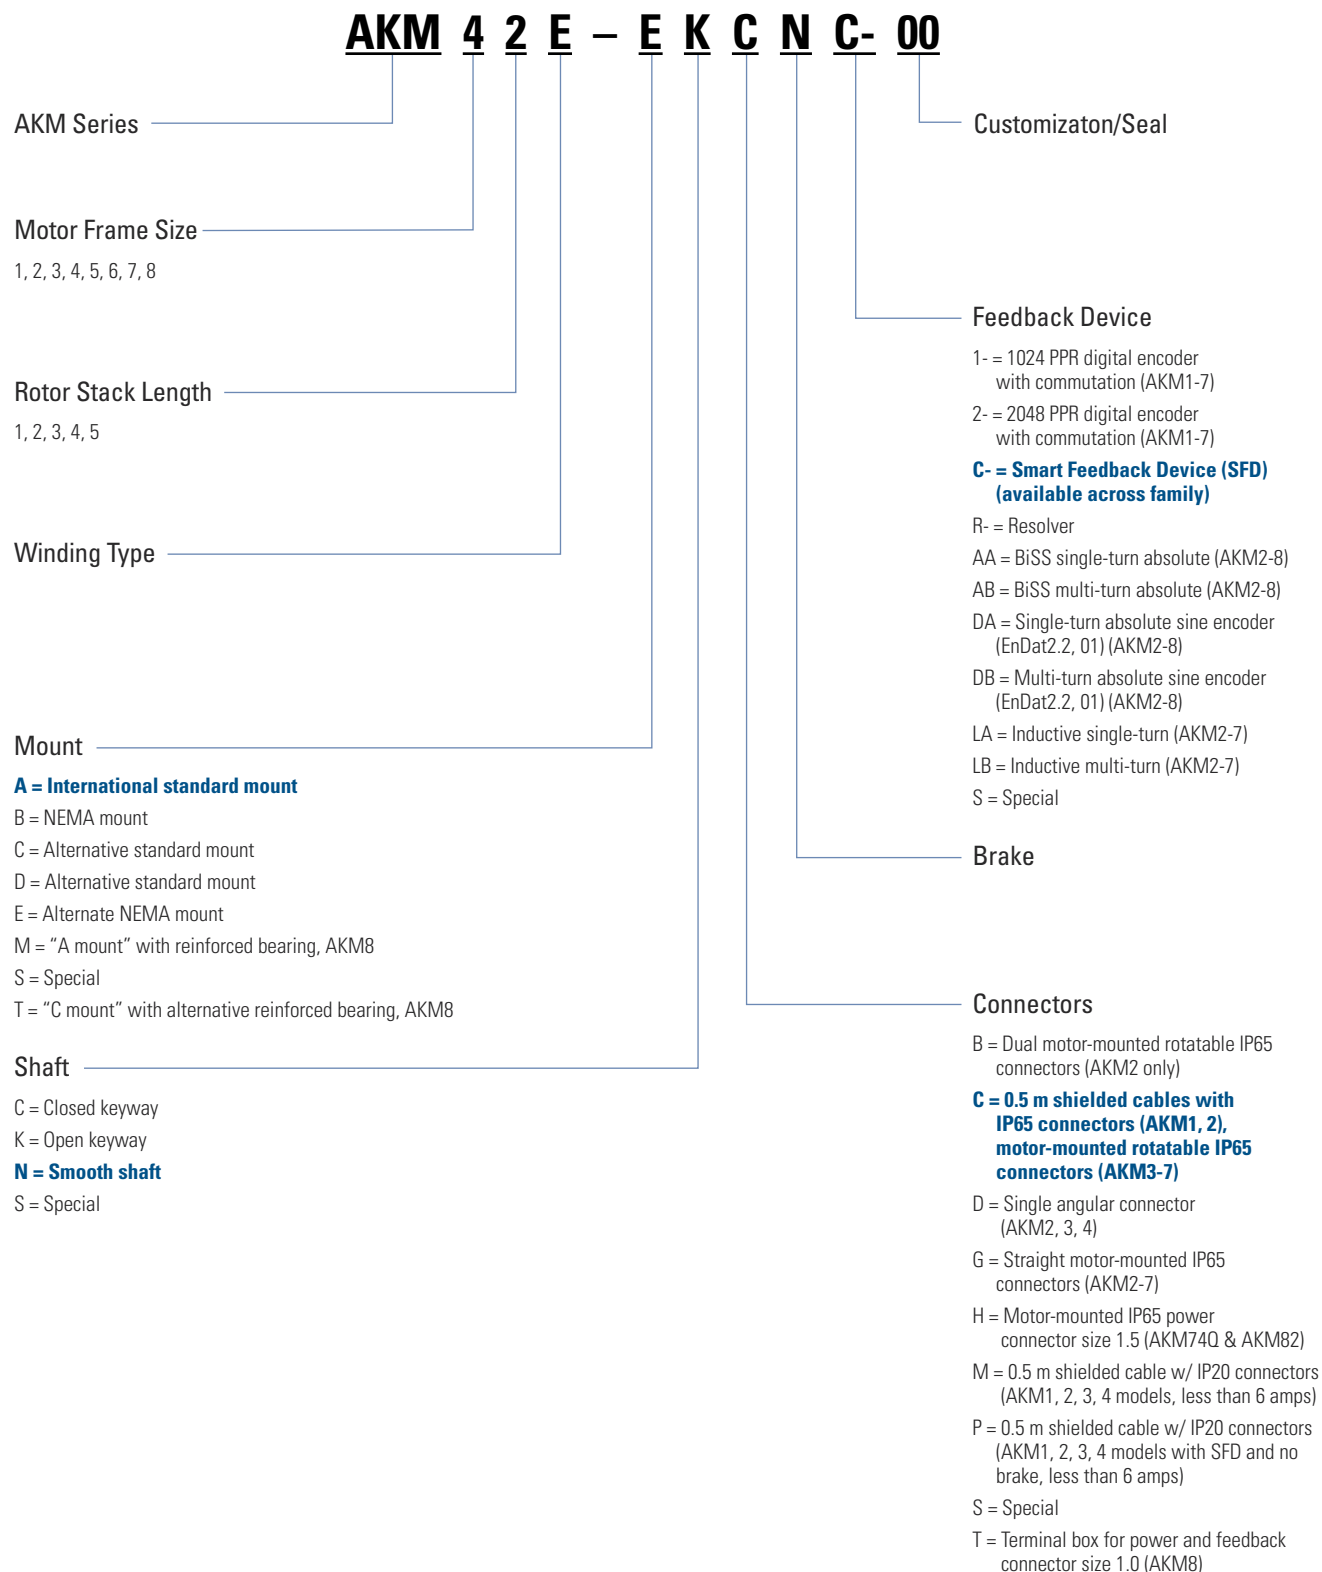 AKM 4 2 E – E K C N C- 00
AKM Series
Motor Frame Size
1, 2, 3, 4, 5, 6, 7, 8
Rotor Stack Length
1, 2, 3, 4, 5
Winding Type
Mount
A = International standard mount
B = NEMA mount
C = Alternative standard mount
D = Alternative standard mount
E = Alternate NEMA mount
M = “A mount” with reinforced bearing, AKM8
S = Special
T = “C mount” with alternative reinforced bearing, AKM8
Shaft
C = Closed keyway
K = Open keyway
N = Smooth shaft
S = Special
Customizaton/Seal
Feedback Device
1- = 1024 PPR digital encoder
with commutation (AKM1-7)
2- = 2048 PPR digital encoder
with commutation (AKM1-7)
C- = Smart Feedback Device (SFD)
(available across family)
R- = Resolver
AA = BiSS single-turn absolute (AKM2-8)
AB = BiSS multi-turn absolute (AKM2-8)
DA = Single-turn absolute sine encoder
(EnDat2.2, 01) (AKM2-8)
DB = Multi-turn absolute sine encoder
(EnDat2.2, 01) (AKM2-8)
LA = Inductive single-turn (AKM2-7)
LB = Inductive multi-turn (AKM2-7)
S = Special
Brake
Connectors
B = Dual motor-mounted rotatable IP65
connectors (AKM2 only)
C = 0.5 m shielded cables with
IP65 connectors (AKM1, 2),
motor-mounted rotatable IP65
connectors (AKM3-7)
D = Single angular connector
(AKM2, 3, 4)
G = Straight motor-mounted IP65
connectors (AKM2-7)
H = Motor-mounted IP65 power
connector size 1.5 (AKM74Q & AKM82)
M = 0.5 m shielded cable w/ IP20 connectors
(AKM1, 2, 3, 4 models, less than 6 amps)
P = 0.5 m shielded cable w/ IP20 connectors
(AKM1, 2, 3, 4 models with SFD and no
brake, less than 6 amps)
S = Special
T = Terminal box for power and feedback
connector size 1.0 (AKM8)